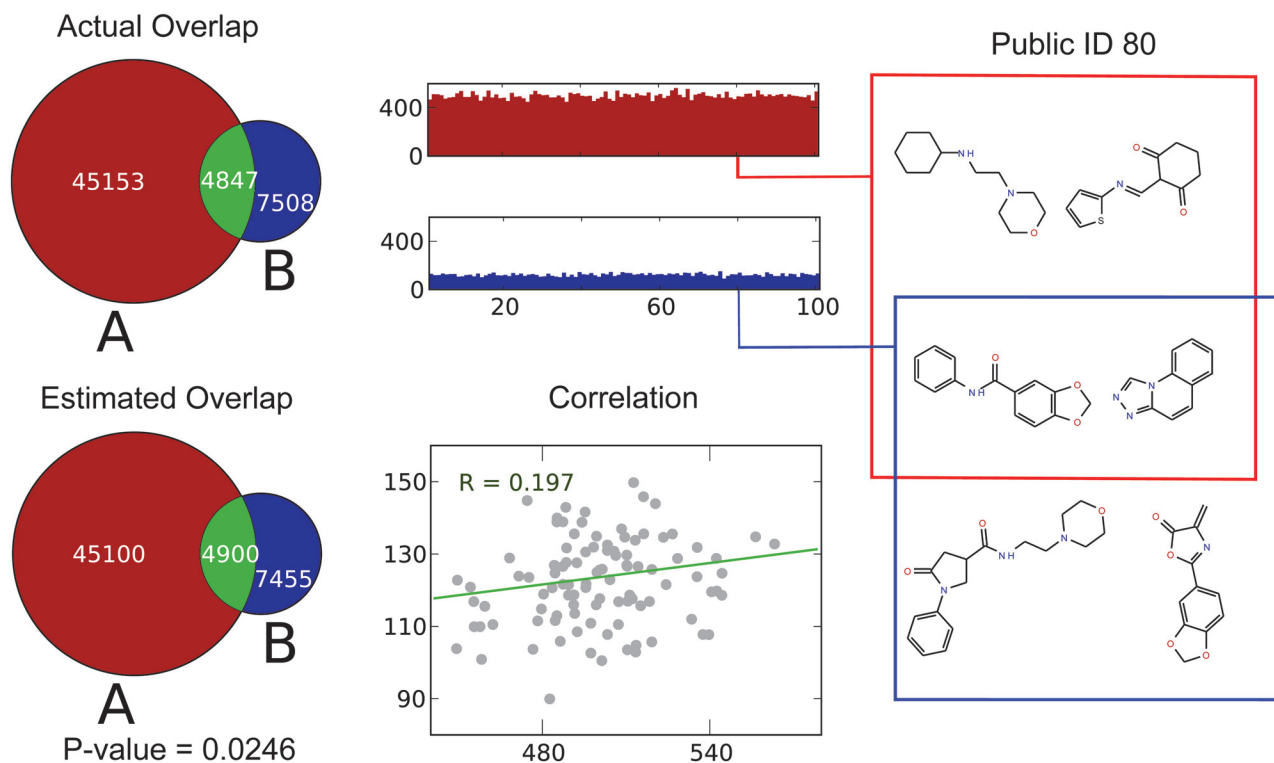 Actual Overlap
45153
4847
7508
A
B
Estimated Overlap
45100
4900
7455
A
B
P-value = 0.0246
400
0
400
0
20
60
100
Correlation
R = 0.197
150
130
110
90
480
540
Public ID 80
NH
N
O
O
N
S
O
O
NH
O
O
N
N
N
O
O
N
NH
O
N
O
O
N
O
O
O